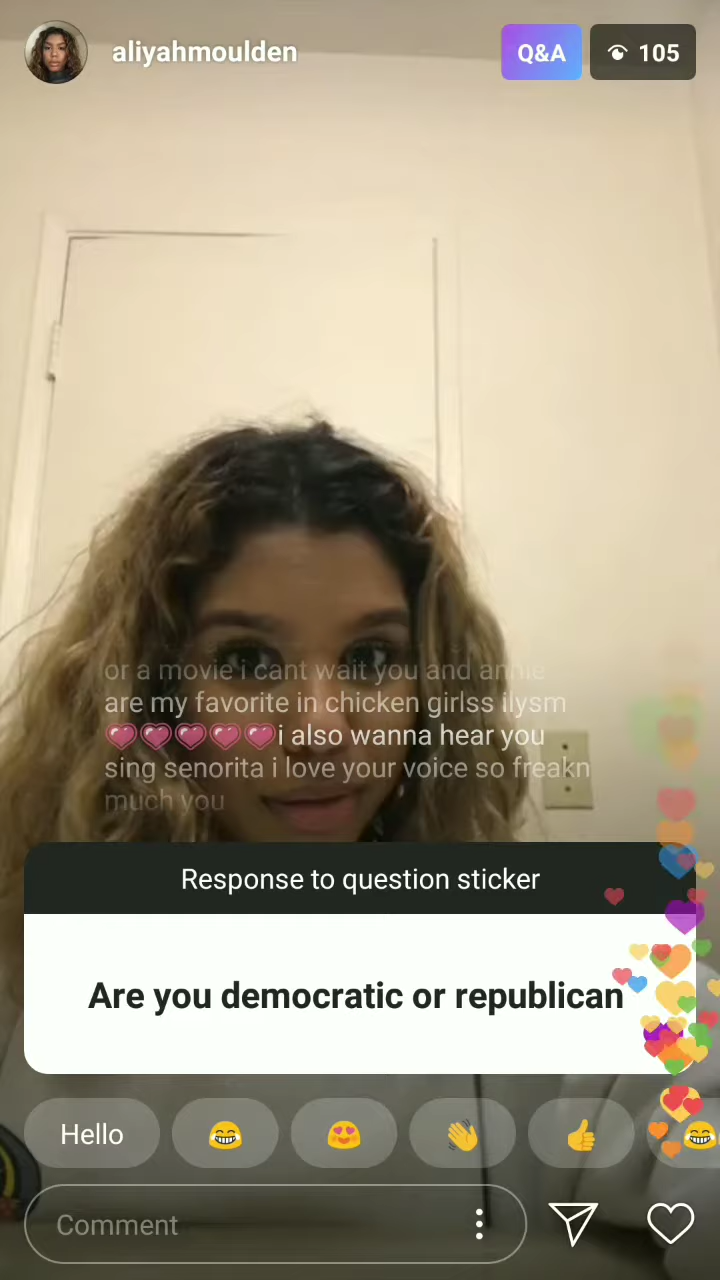 aliyahmoulden
Q&A
105
or a movie i cant wait you and annie
are my favorite in chicken girlss ilysm
💗💗💗💗💗i also wanna hear you
sing senorita i love your voice so freakn
much you
Response to question sticker
Are you democratic or republican
Hello
Comment